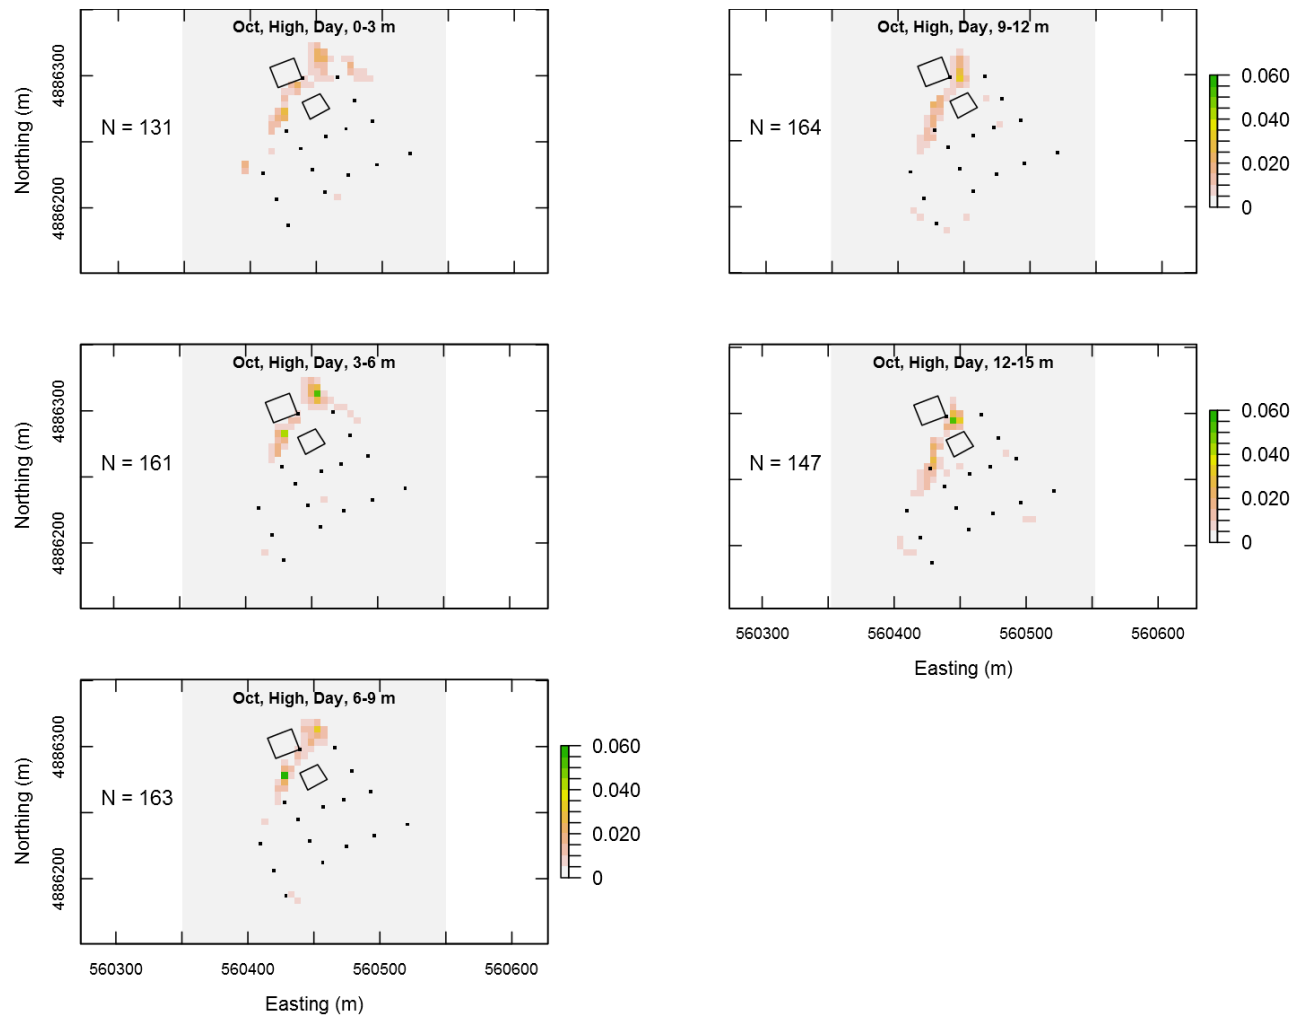 Oct, High, Day, 0-3 m
Northing (m)
4886300
4886200
N = 131
Oct, High, Day, 9-12 m
N = 164
0.060
0.040
0.020
0
Oct, High, Day, 3-6 m
Northing (m)
4886300
4886200
N = 161
Oct, High, Day, 12-15 m
N = 147
0.060
0.040
0.020
0
560300 560400 560500 560600
Easting (m)
Oct, High, Day, 6-9 m
Northing (m)
4886300
4886200
N = 163
0.060
0.040
0.020
0
560300 560400 560500 560600
Easting (m)